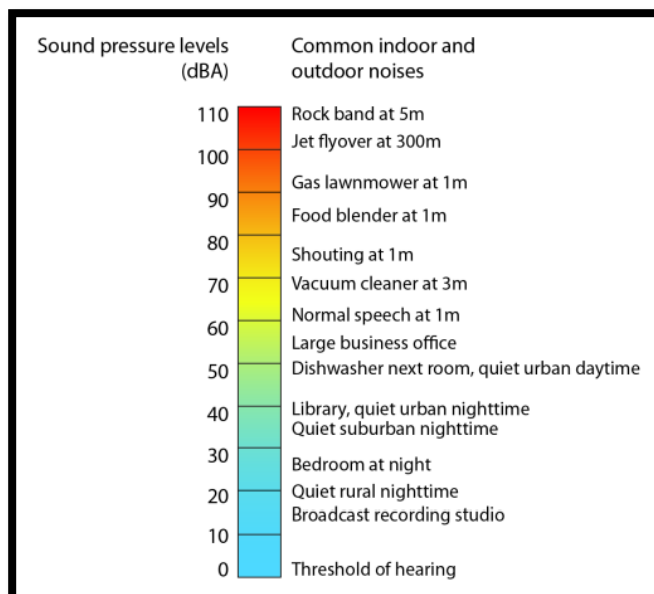 Sound pressure levels
(dBA)
Common indoor and
outdoor noises
110
Rock band at 5m
Jet flyover at 300m
100
Gas lawnmower at 1m
90
Food blender at 1m
80
Shouting at 1m
70
Vacuum cleaner at 3m
Normal speech at 1m
60
Large business office
50
Dishwasher next room, quiet urban daytime
40
Library, quiet urban nighttime
Quiet suburban nighttime
30
Bedroom at night
20
Quiet rural nighttime
Broadcast recording studio
10
0
Threshold of hearing